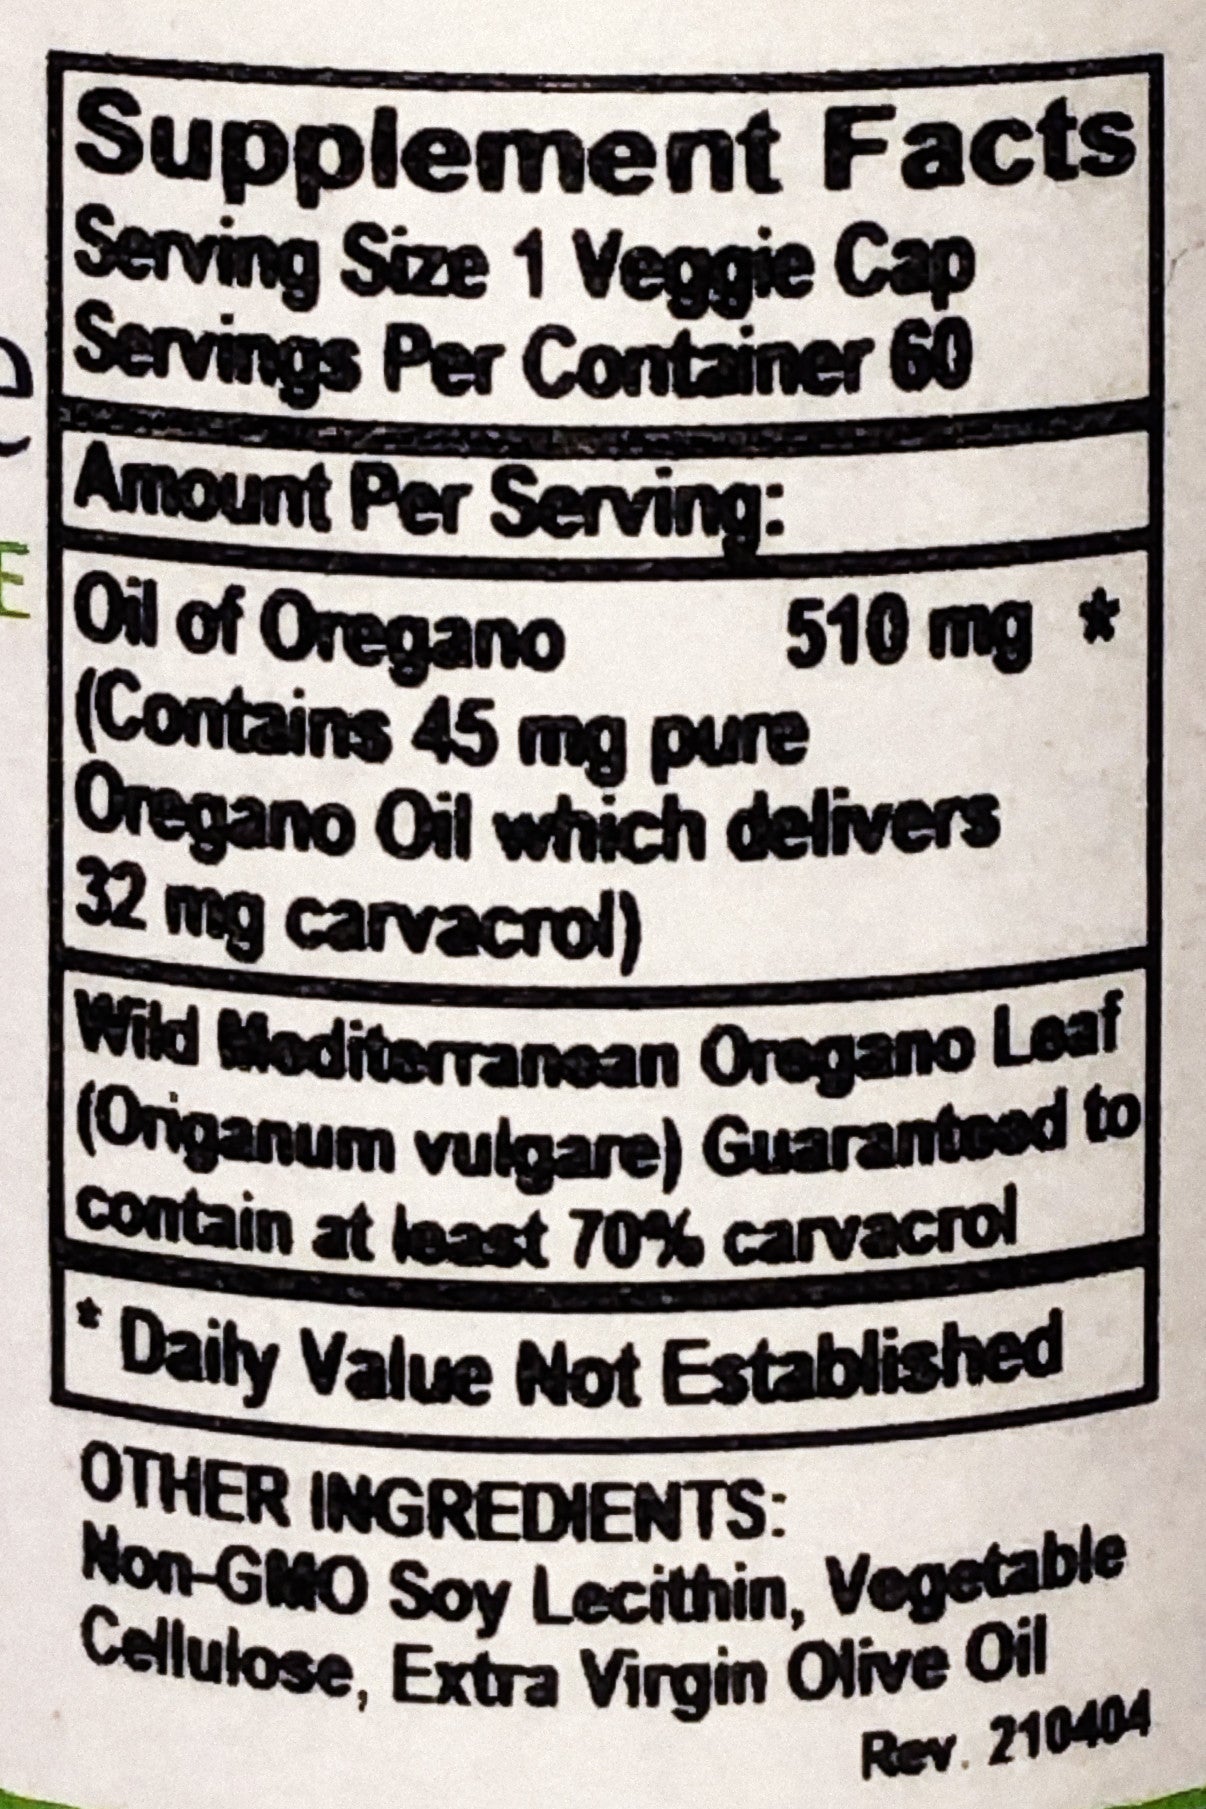 Supplement Facts
Serving Size 1 Veggie Cap
Servings Per Container 60
Amount Per Serving:
Oil of Oregano 510 mg *
(Contains 45 mg pure
Oregano Oil which delivers
32 mg carvacrol)
Wild Mediterranean Oregano Leaf
(Origanum vulgare) Guaranteed to
contain at least 70% carvacrol
* Daily Value Not Established
OTHER INGREDIENTS:
Non-GMO Soy Lecithin, Vegetable
Cellulose, Extra Virgin Olive Oil
Rev. 210404
E